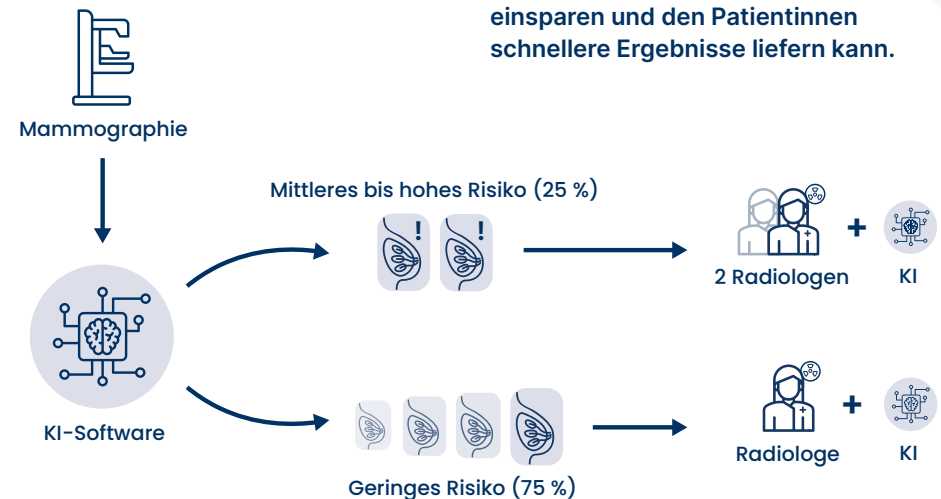 einsparen und den Patientinnen
schnellere Ergebnisse liefern kann.
Mammographie
Mittleres bis hohes Risiko (25 %)
! !
2 Radiologen + KI
KI-Software
Radiologe + KI
Geringes Risiko (75 %)